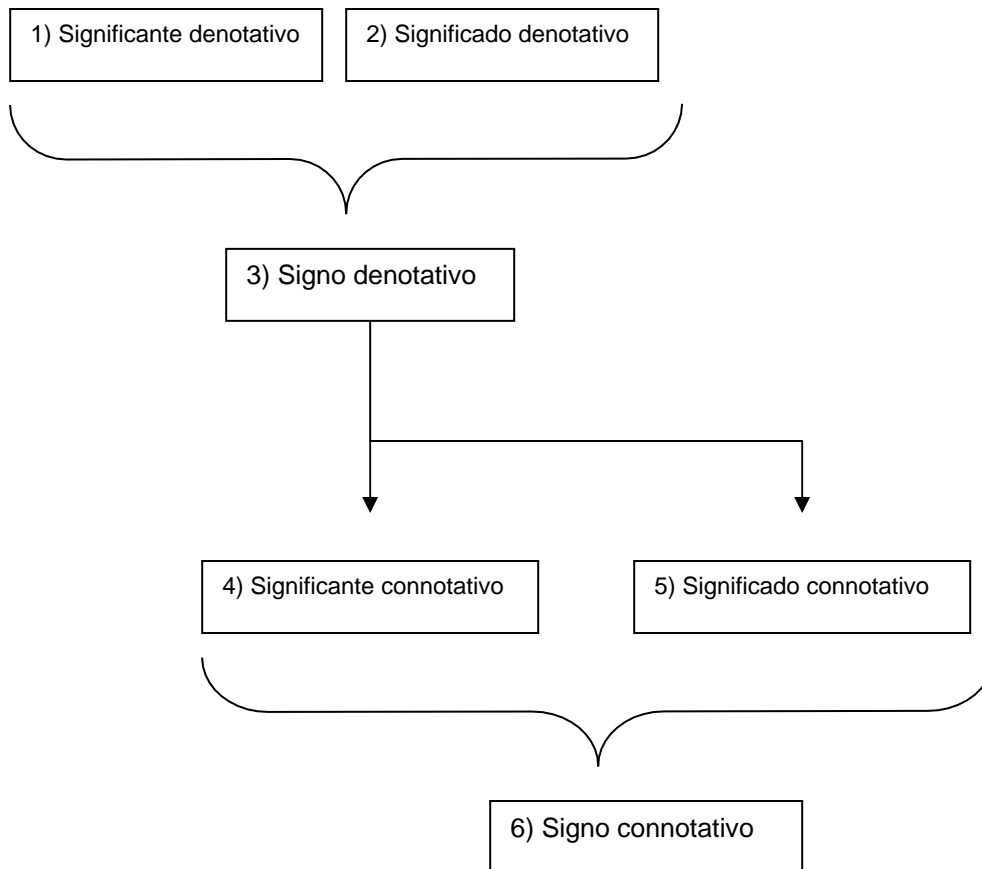 1) Significante denotativo
2) Significado denotativo
3) Signo denotativo
4) Significante connotativo
5) Significado connotativo
6) Signo connotativo